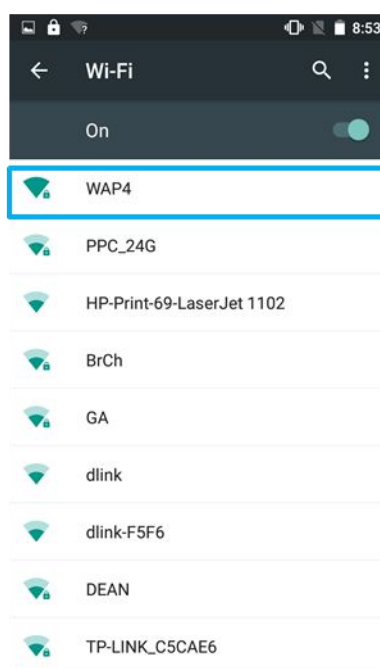 8:53
Wi-Fi
On
WAP4
PPC_24G
HP-Print-69-LaserJet 1102
BrCh
GA
dlink
dlink-F5F6
DEAN
TP-LINK_C5CAE6